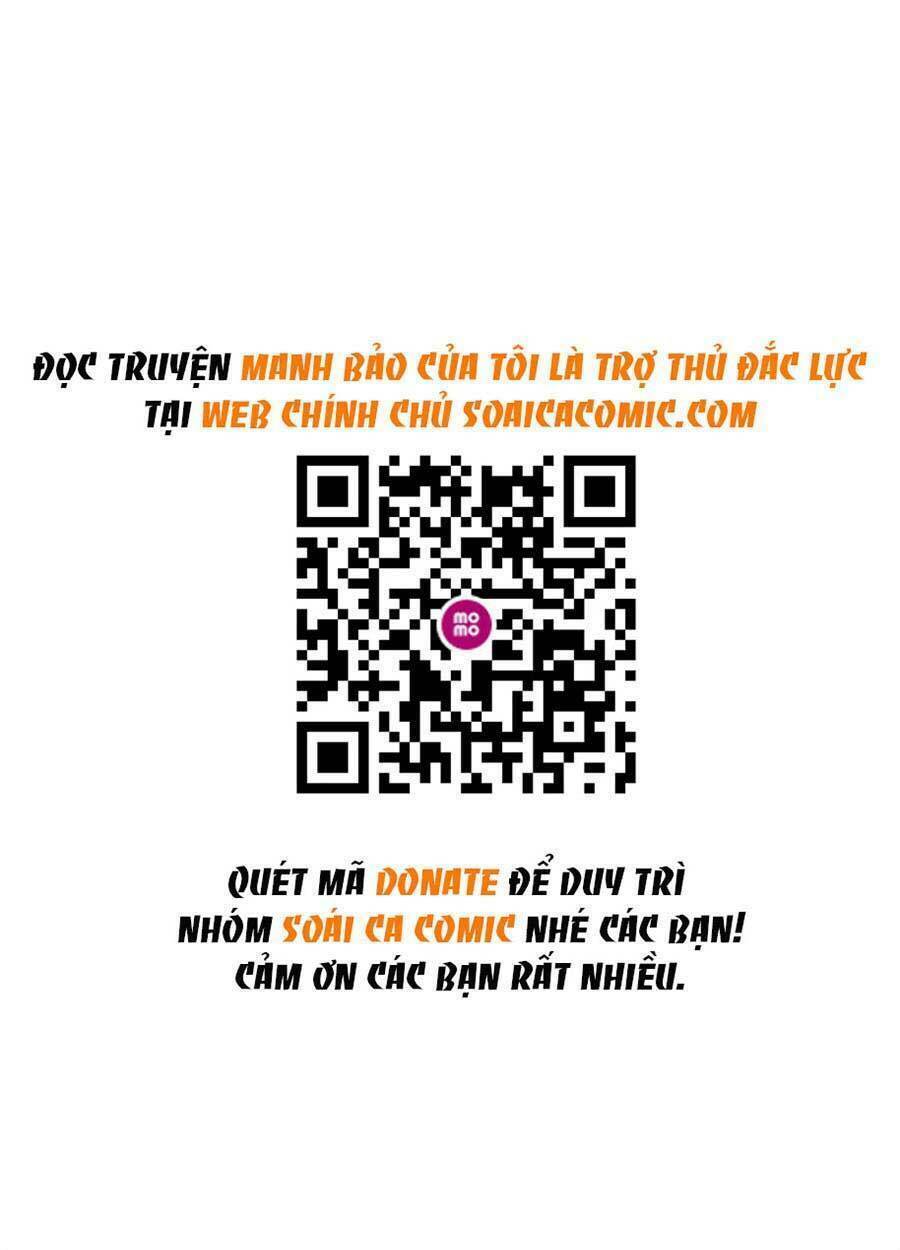 ĐỌC TRUYỆN MANH BẢO CỦA TÔI LÀ TRỢ THỦ ĐẮC LỰC
TẠI WEB CHÍNH CHỦ SOAICACOMIC.COM
mo
mo
QUÉT MÃ DONATE ĐỂ DUY TRÌ
NHÓM SOÁI CA COMIC NHÉ CÁC BẠN!
CẢM ƠN CÁC BẠN RẤT NHIỀU.